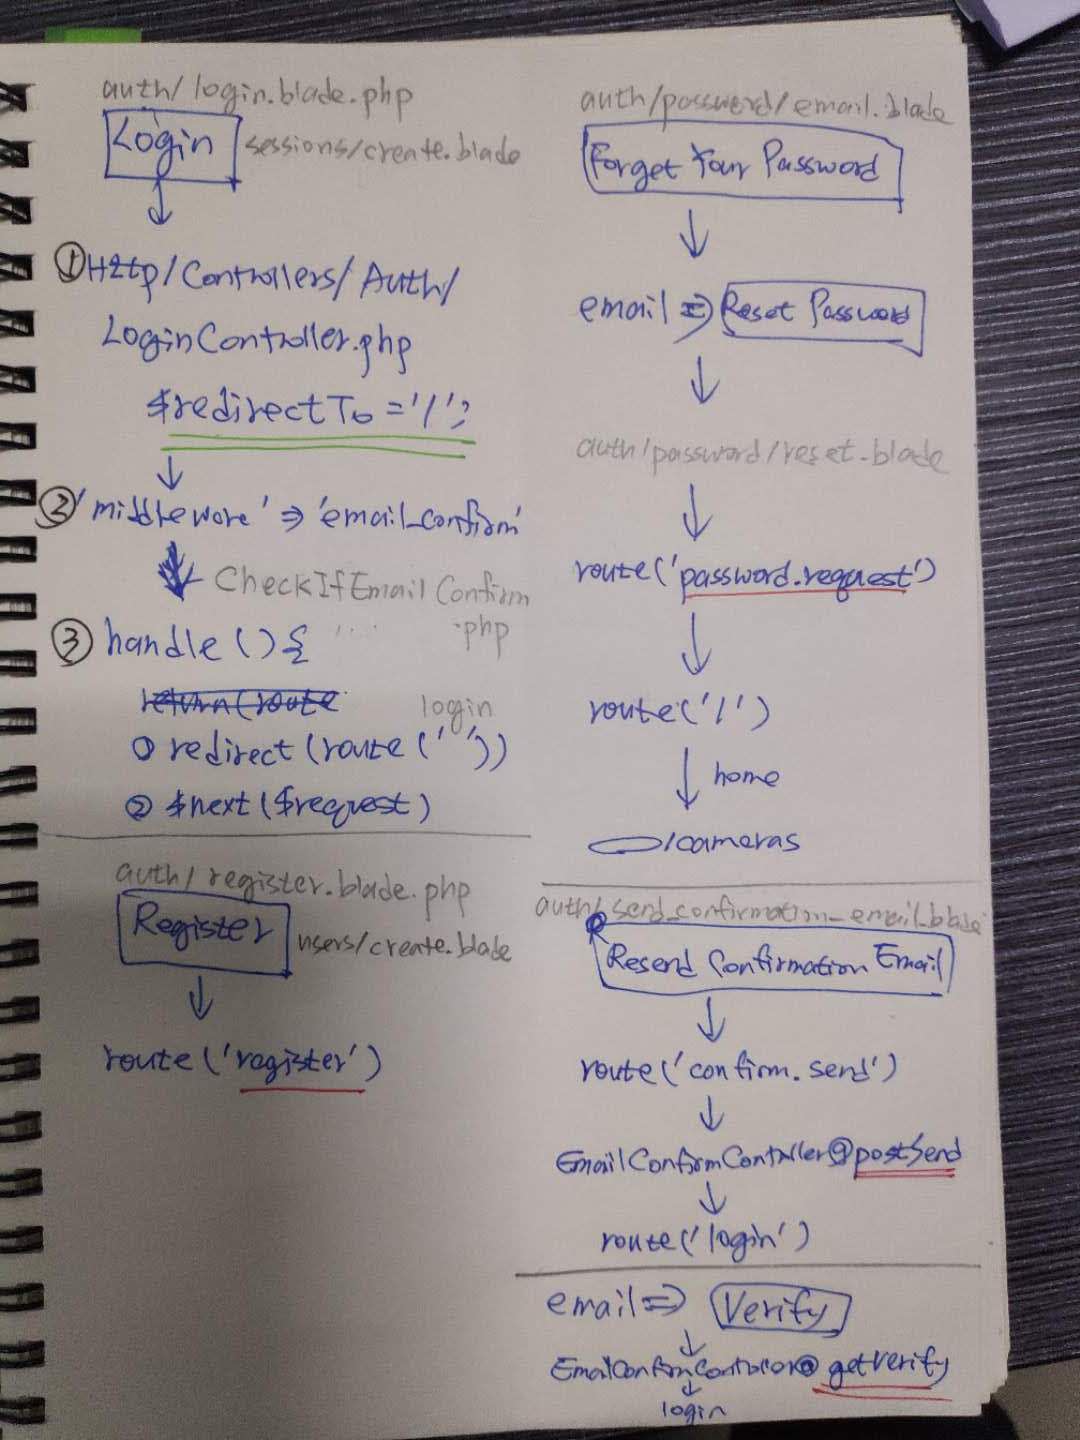 auth/login.blade.php
Login
sessions/create.blade
↓
① Http/Controllers/Auth/
LoginController.php
$redirectTo = '/';
↓
② 'middleware' => 'email_confirm'
↓ CheckIfEmailConfirm
.php
③ handle () { ....
return(route
login
① redirect (route (' '))
② $next ($request)
auth/register.blade.php
Register
users/create.blade
↓
route ('register')
auth/password/email.blade
Forget Your Password
↓
email => Reset Password
↓
auth/password/reset.blade
↓
route('password.request')
↓
route('/')
↓ home
/cameras
auth/send_confirmation_email.blade
Resend Confirmation Email
↓
route('confirm.send')
↓
EmailConfirmController@postSend
↓
route('login')
email => Verify
↓
EmailConfirmController@getVerify
↓
login